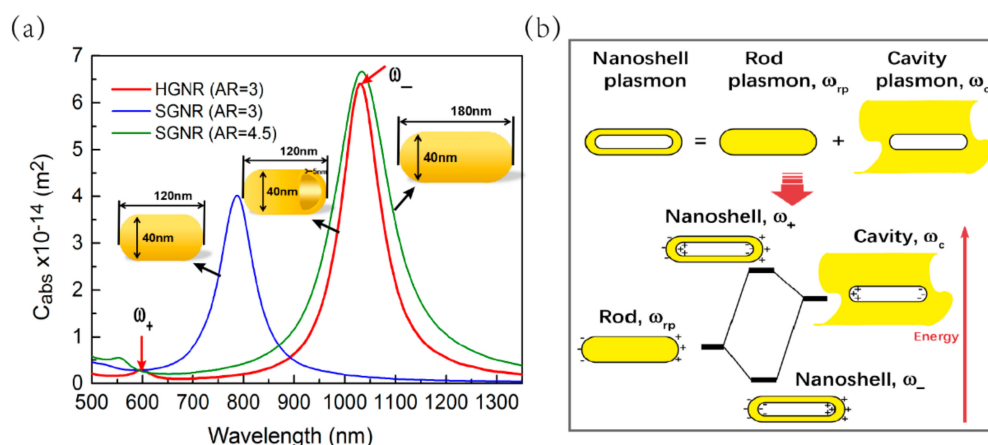 (a)
7
6
5
4
3
2
1
0
Cabs x10-14 (m2)
HGNR (AR=3)
SGNR (AR=3)
SGNR (AR=4.5)
ω_
180nm
40nm
120nm
5nm
40nm
120nm
40nm
ω+
500 600 700 800 900 1000 1100 1200 1300
Wavelength (nm)
(b)
Nanoshell
plasmon
Rod
plasmon, ωrp
Cavity
plasmon, ωc
= +
Nanoshell, ω+
Cavity, ωc
Rod, ωrp
Energy
Nanoshell, ω−